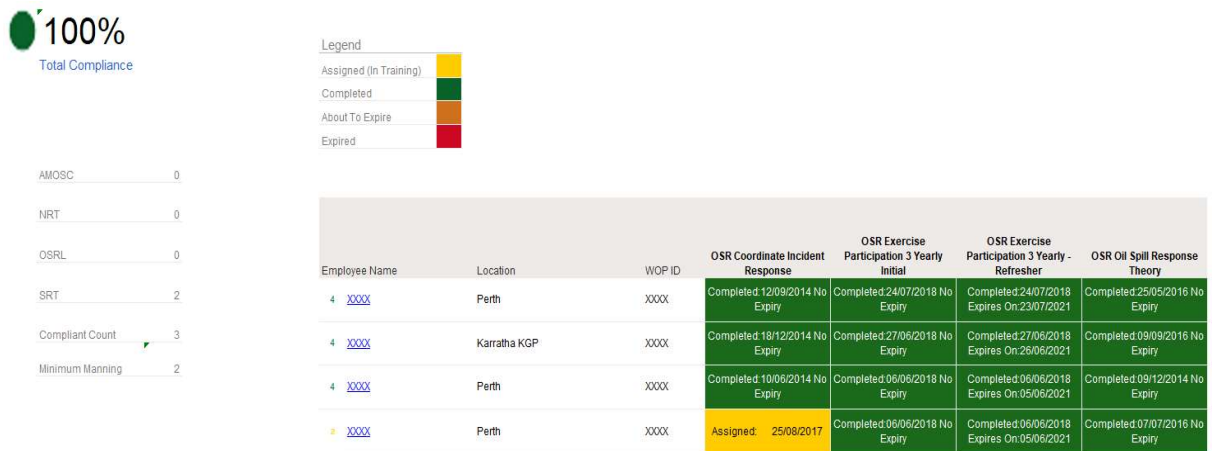 100%
Total Compliance
Legend
Assigned (In Training)
Completed
About To Expire
Expired
AMOSC 0
NRT 0
OSRL 0
SRT 2
Compliant Count 3
Minimum Manning 2
Employee Name Location WOP ID OSR Coordinate Incident Response OSR Exercise Participation 3 Yearly Initial OSR Exercise Participation 3 Yearly - Refresher OSR Oil Spill Response Theory
4 XXXX Perth XXXX Completed:12/09/2014 No Expiry Completed:24/07/2018 No Expiry Completed:24/07/2018 Expires On:23/07/2021 Completed:25/05/2016 No Expiry
4 XXXX Karratha KGP XXXX Completed:18/12/2014 No Expiry Completed:27/06/2018 No Expiry Completed:27/06/2018 Expires On:26/06/2021 Completed:09/09/2016 No Expiry
4 XXXX Perth XXXX Completed:10/06/2014 No Expiry Completed:06/06/2018 No Expiry Completed:06/06/2018 Expires On:05/06/2021 Completed:09/12/2014 No Expiry
XXXX Perth XXXX Assigned: 25/08/2017 Completed:06/06/2018 No Expiry Completed:06/06/2018 Expires On:05/06/2021 Completed:07/07/2016 No Expiry